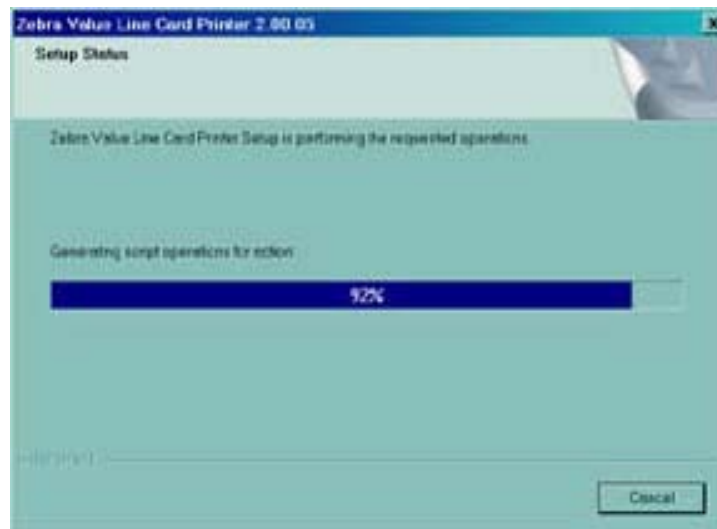 Zebra Value Line Card Printer 2.00.05
Setup Status
Zebra Value Line Card Printer Setup is performing the requested operations.
Generating script operations for action:
92%
InstallShield
Cancel